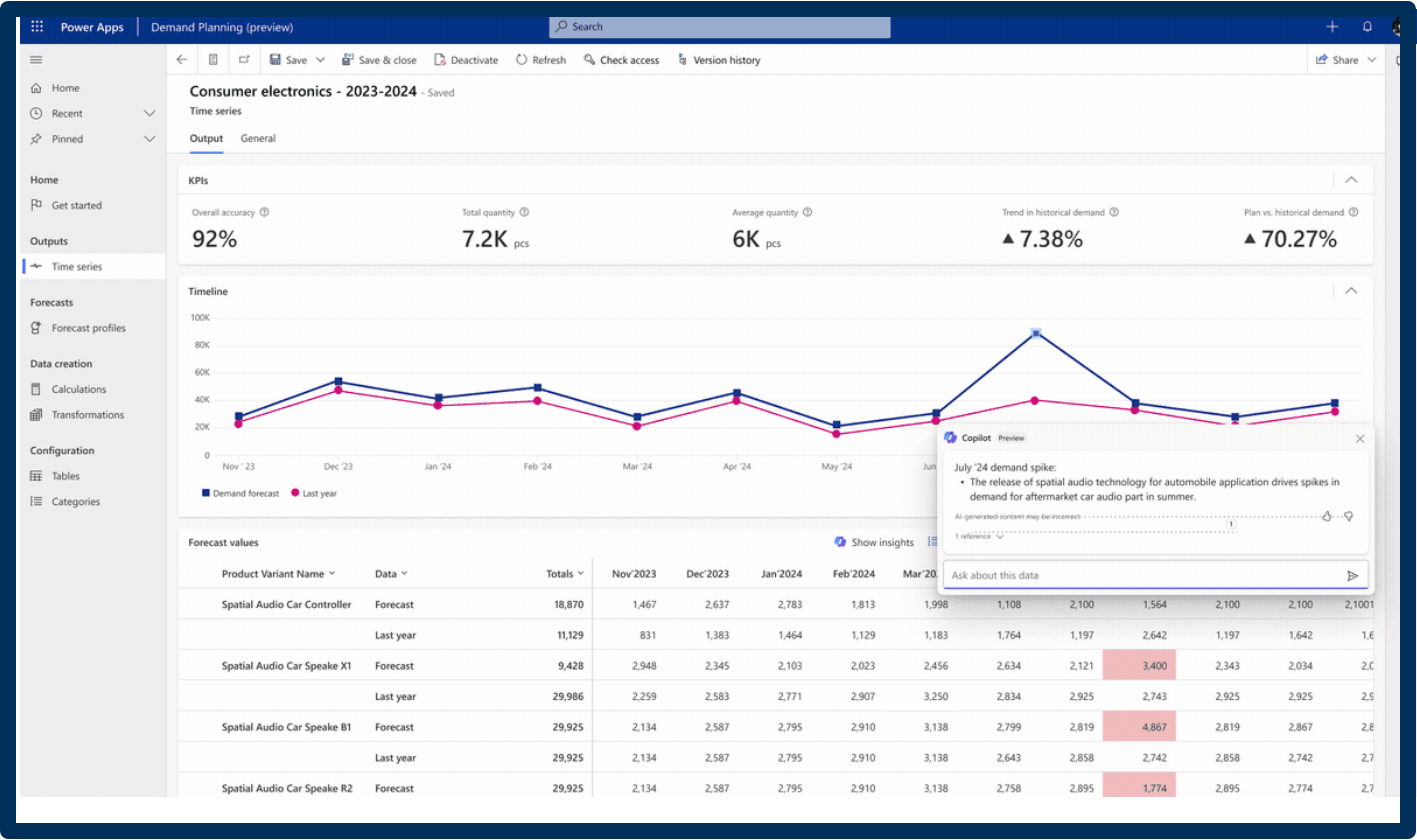 Power Apps Demand Planning (preview) Search
Save Save & close Deactivate Refresh Check access Version history Share
Home
Recent
Pinned
Home
Get started
Outputs
Time series
Forecasts
Forecast profiles
Data creation
Calculations
Transformations
Configuration
Tables
Categories
Consumer electronics - 2023-2024 - Saved
Time series
Output General
KPIs
Overall accuracy Total quantity Average quantity Trend in historical demand Plan vs. historical demand
92% 7.2K pcs 6K pcs ▲ 7.38% ▲ 70.27%
Timeline
100K
80K
60K
40K
20K
0
Nov ' 23 Dec '23 Jan '24 Feb '24 Mar '24 Apr '24 May '24 Jun
Demand forecast Last year
Copilot Preview
July '24 demand spike:
• The release of spatial audio technology for automobile application drives spikes in
demand for aftermarket car audio part in summer.
AI-generated content may be incorrect
1
1 reference
Ask about this data
Forecast values Show insights
Product Variant Name Data Totals Nov'2023 Dec'2023 Jan'2024 Feb'2024 Mar'20
Spatial Audio Car Controller Forecast 18,870 1,467 2,637 2,783 1,813 1,998 1,108 2,100 1,564 2,100 2,100 2,1001
Last year 11,129 831 1,383 1,464 1,129 1,183 1,764 1,197 2,642 1,197 1,642 1,6
Spatial Audio Car Speake X1 Forecast 9,428 2,948 2,345 2,103 2,023 2,456 2,634 2,121 3,400 2,343 2,034 2,0
Last year 29,986 2,259 2,583 2,771 2,907 3,250 2,834 2,925 2,743 2,925 2,925 2,9
Spatial Audio Car Speake B1 Forecast 29,925 2,134 2,587 2,795 2,910 3,138 2,799 2,819 4,867 2,819 2,867 2,8
Last year 29,925 2,134 2,587 2,795 2,910 3,138 2,643 2,858 2,742 2,858 2,742 2,7
Spatial Audio Car Speake R2 Forecast 29,925 2,134 2,587 2,795 2,910 3,138 2,758 2,895 1,774 2,895 2,774 2,7